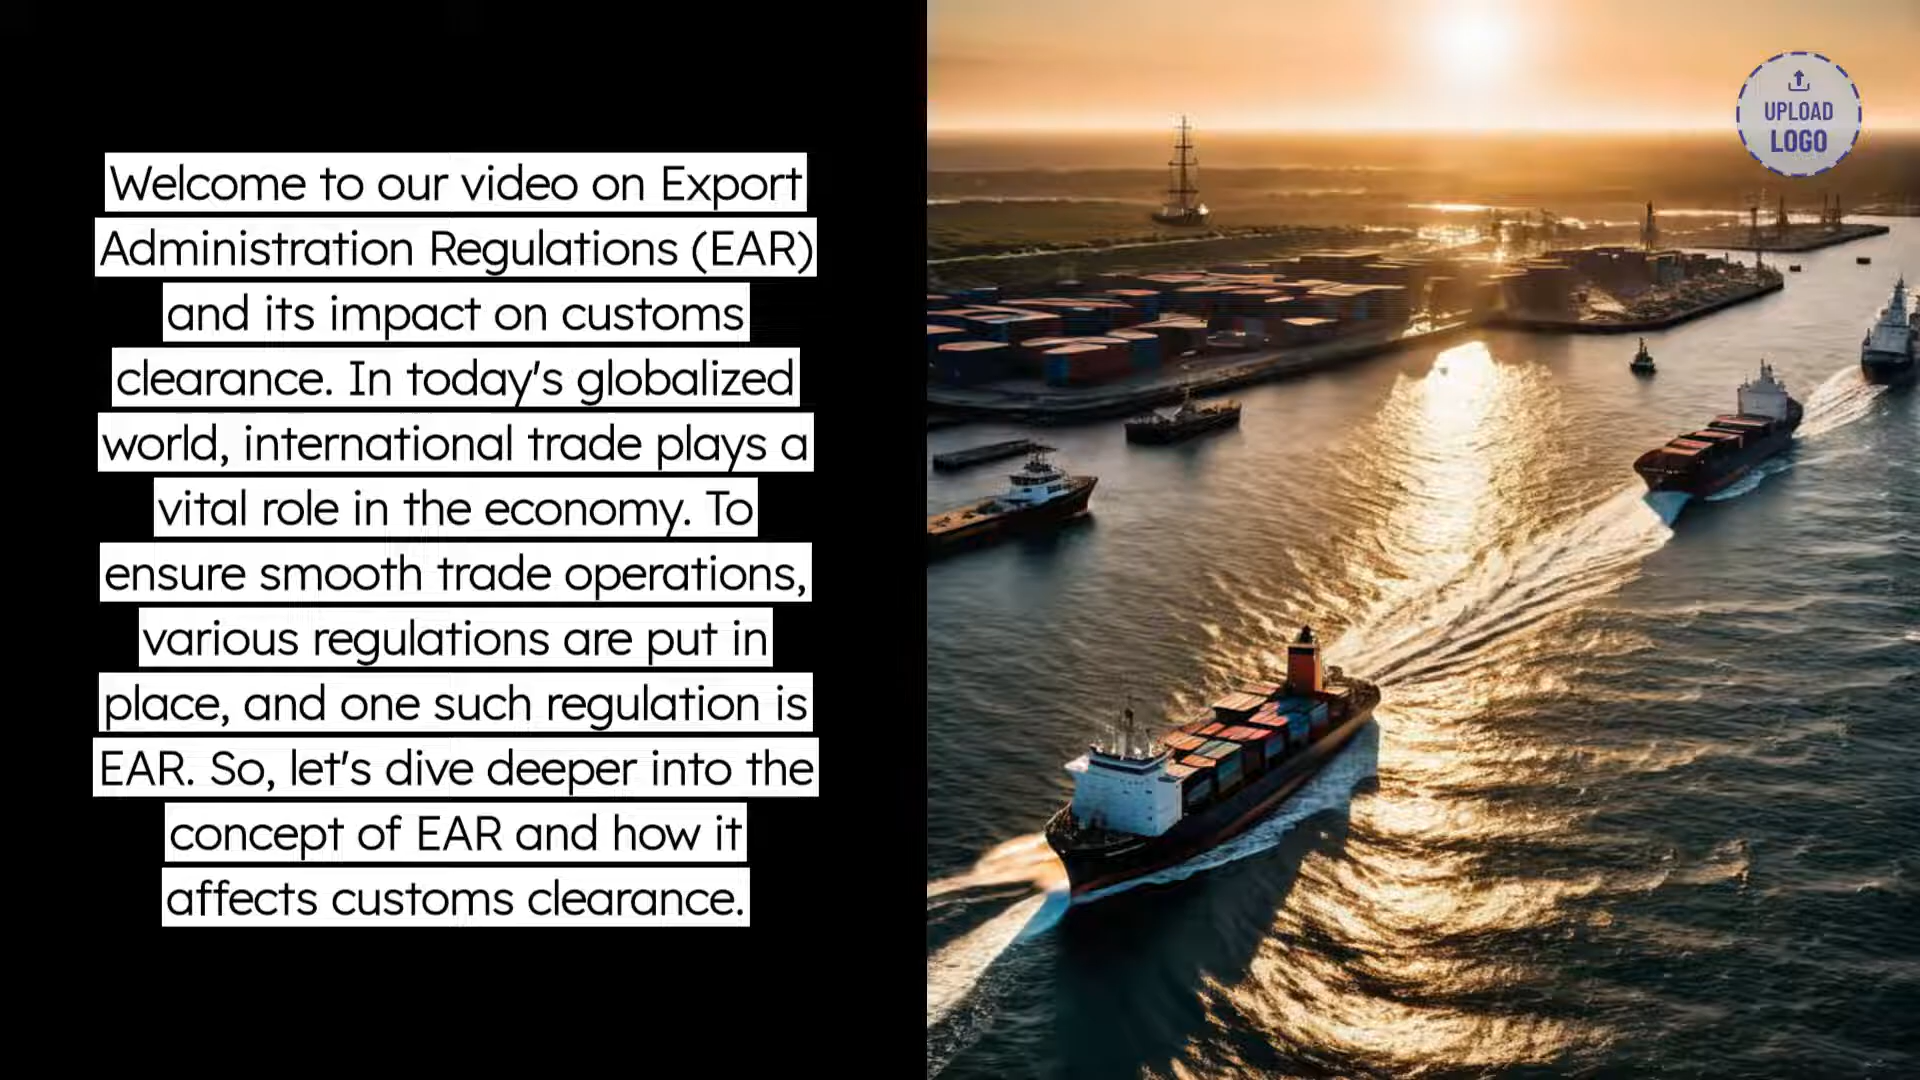 Welcome to our video on Export
Administration Regulations (EAR)
and its impact on customs
clearance. In today's globalized
world, international trade plays a
vital role in the economy. To
ensure smooth trade operations,
various regulations are put in
place, and one such regulation is
EAR. So, let's dive deeper into the
concept of EAR and how it
affects customs clearance.
UPLOAD
LOGO